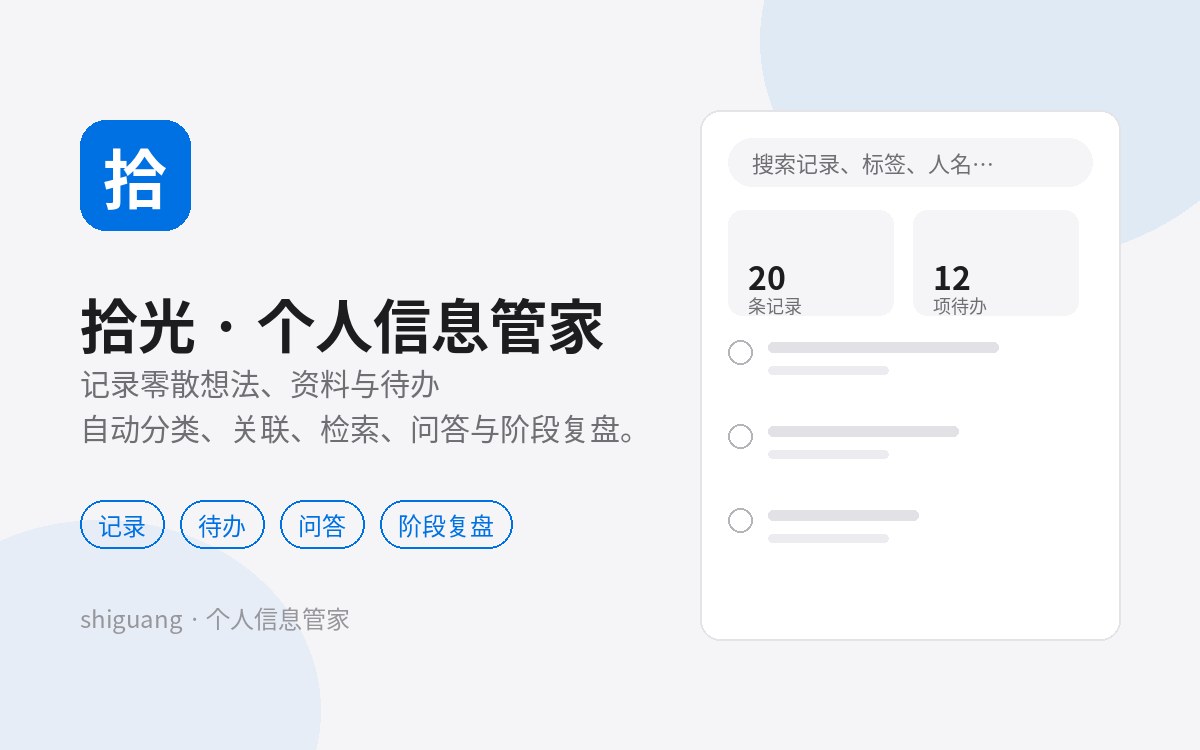 拾
拾光 · 个人信息管家
记录零散想法、资料与待办
自动分类、关联、检索、问答与阶段复盘。
记录
待办
问答
阶段复盘
shiguang · 个人信息管家
搜索记录、标签、人名…
20
条记录
12
项待办